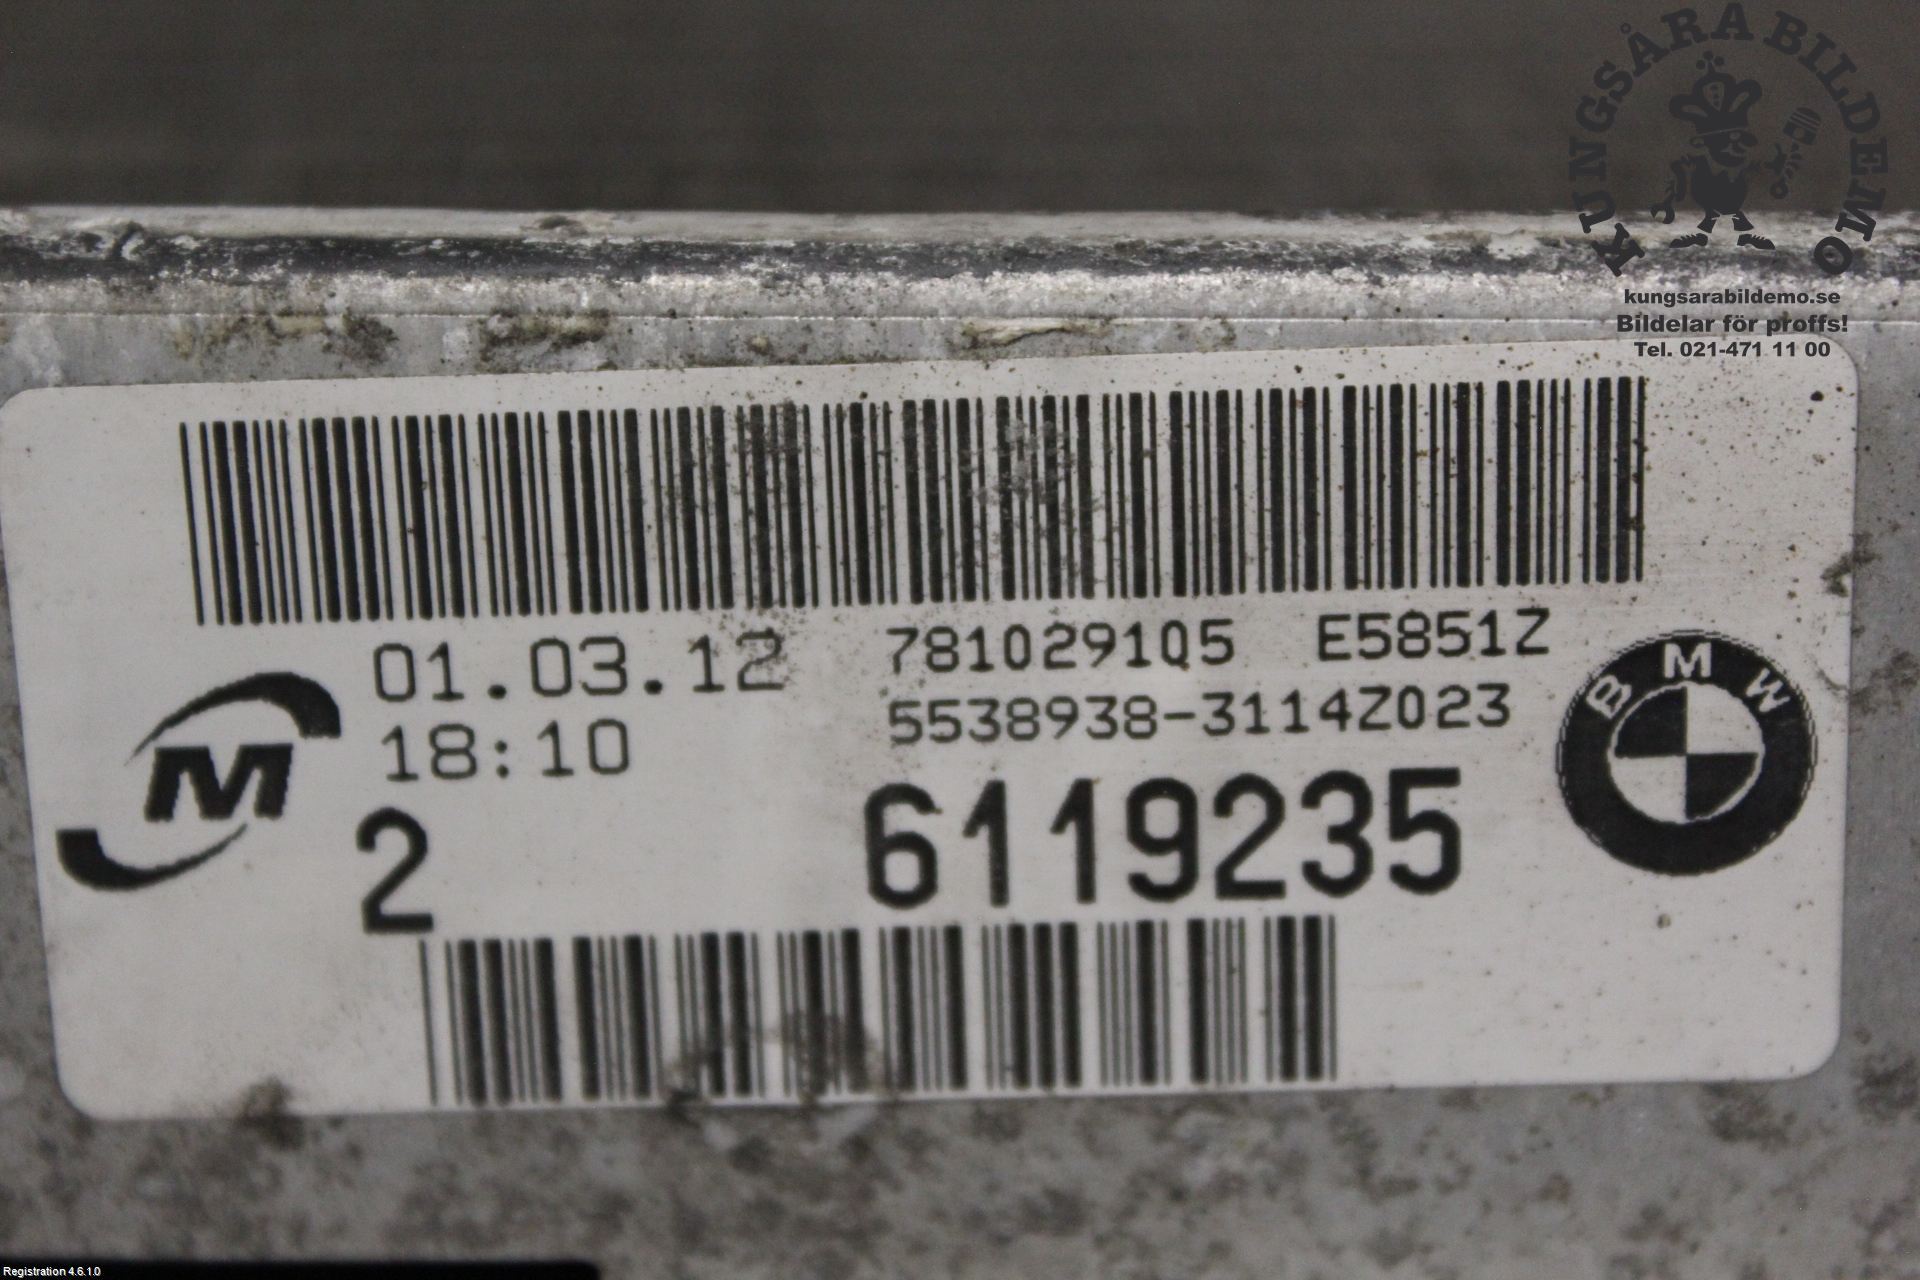 KUNGSÅRA BILDEMO
kungsarabildemo.se
Bildelar för proffs!
Tel. 021-471 11 00
01.03.12 781029105 E5851Z
18:10 5538938-3114Z023
M
BMW
2 6119235
Registration 4.6.1.0